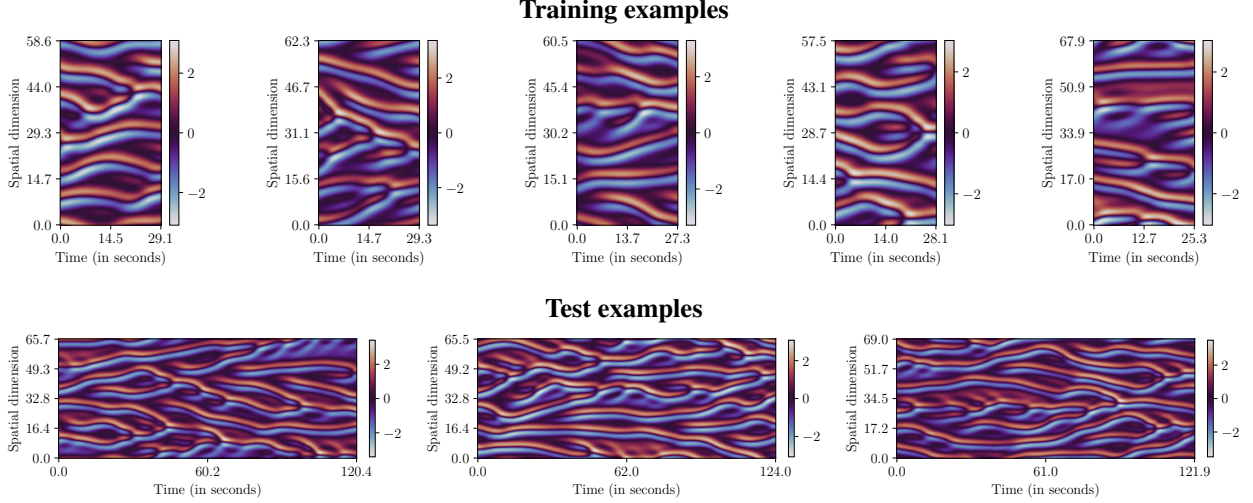 Training examples
58.6 62.3 60.5 57.5 67.9
44.0 46.7 45.4 43.1 50.9
29.3 31.1 30.2 28.7 33.9
14.7 15.6 15.1 14.4 17.0
0.0 0.0 0.0 0.0 0.0
2 2 2 2 2
0 0 0 0 0
−2 −2 −2 −2 −2
Spatial dimension Spatial dimension Spatial dimension Spatial dimension Spatial dimension
0.0 14.5 29.1 0.0 14.7 29.3 0.0 13.7 27.3 0.0 14.0 28.1 0.0 12.7 25.3
Time (in seconds) Time (in seconds) Time (in seconds) Time (in seconds) Time (in seconds)
Test examples
65.7 65.5 69.0
49.3 49.2 51.7
32.8 32.8 34.5
16.4 16.4 17.2
0.0 0.0 0.0
2 2 2
0 0 0
−2 −2 −2
Spatial dimension Spatial dimension Spatial dimension
0.0 60.2 120.4 0.0 62.0 124.0 0.0 61.0 121.9
Time (in seconds) Time (in seconds) Time (in seconds)